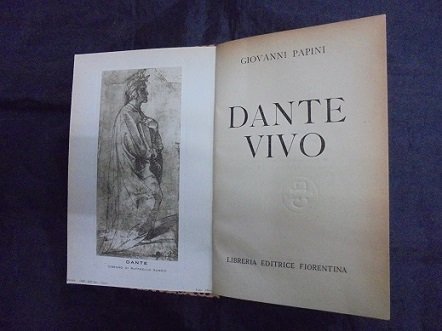 DANTE
DISEGNO DI RAFFAELLO SANZIO
GIOVANNI PAPINI
DANTE
VIVO
LIBRERIA EDITRICE FIORENTINA